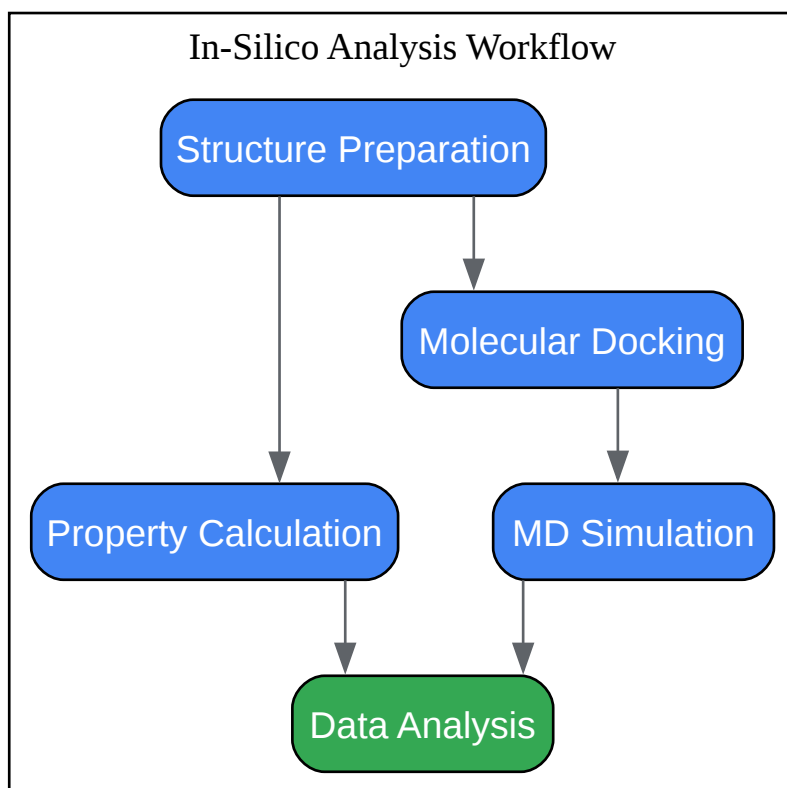 In-Silico Analysis Workflow
Structure Preparation
Molecular Docking
Property Calculation
MD Simulation
Data Analysis